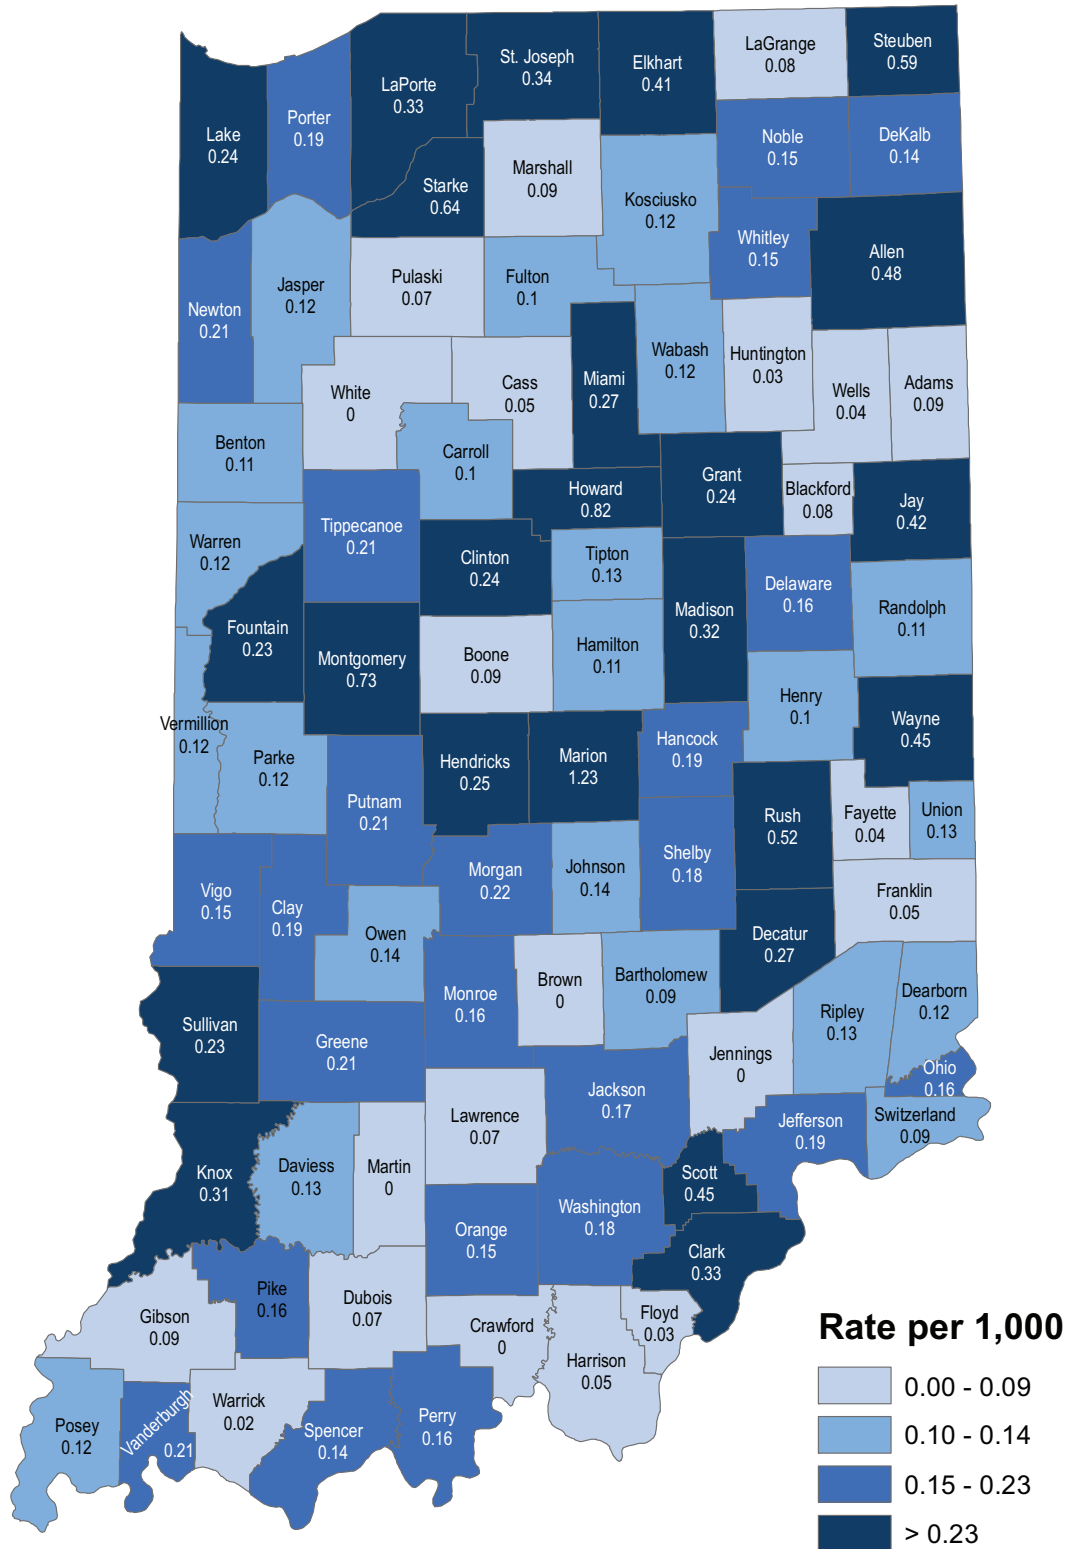 LaGrange
0.08
Steuben
0.59
St. Joseph
0.34
Elkhart
0.41
LaPorte
0.33
Porter
0.19
Lake
0.24
Noble
0.15
DeKalb
0.14
Marshall
0.09
Starke
0.64
Kosciusko
0.12
Whitley
0.15
Allen
0.48
Pulaski
0.07
Fulton
0.1
Jasper
0.12
Newton
0.21
Wabash
0.12
Huntington
0.03
Miami
0.27
Cass
0.05
White
0
Wells
0.04
Adams
0.09
Benton
0.11
Carroll
0.1
Grant
0.24
Howard
0.82
Blackford
0.08
Jay
0.42
Tippecanoe
0.21
Warren
0.12
Clinton
0.24
Tipton
0.13
Delaware
0.16
Madison
0.32
Randolph
0.11
Fountain
0.23
Montgomery
0.73
Boone
0.09
Hamilton
0.11
Henry
0.1
Wayne
0.45
Vermillion
0.12
Parke
0.12
Hendricks
0.25
Marion
1.23
Hancock
0.19
Putnam
0.21
Rush
0.52
Fayette
0.04
Union
0.13
Shelby
0.18
Johnson
0.14
Morgan
0.22
Vigo
0.15
Clay
0.19
Franklin
0.05
Owen
0.14
Decatur
0.27
Brown
0
Bartholomew
0.09
Monroe
0.16
Dearborn
0.12
Ripley
0.13
Sullivan
0.23
Greene
0.21
Jennings
0
Ohio
0.16
Jackson
0.17
Lawrence
0.07
Jefferson
0.19
Switzerland
0.09
Knox
0.31
Daviess
0.13
Martin
0
Scott
0.45
Washington
0.18
Orange
0.15
Clark
0.33
Pike
0.16
Dubois
0.07
Gibson
0.09
Crawford
0
Floyd
0.03
Harrison
0.05
Posey
0.12
Vanderburgh
0.21
Warrick
0.02
Spencer
0.14
Perry
0.16
Rate per 1,000
0.00 - 0.09
0.10 - 0.14
0.15 - 0.23
> 0.23